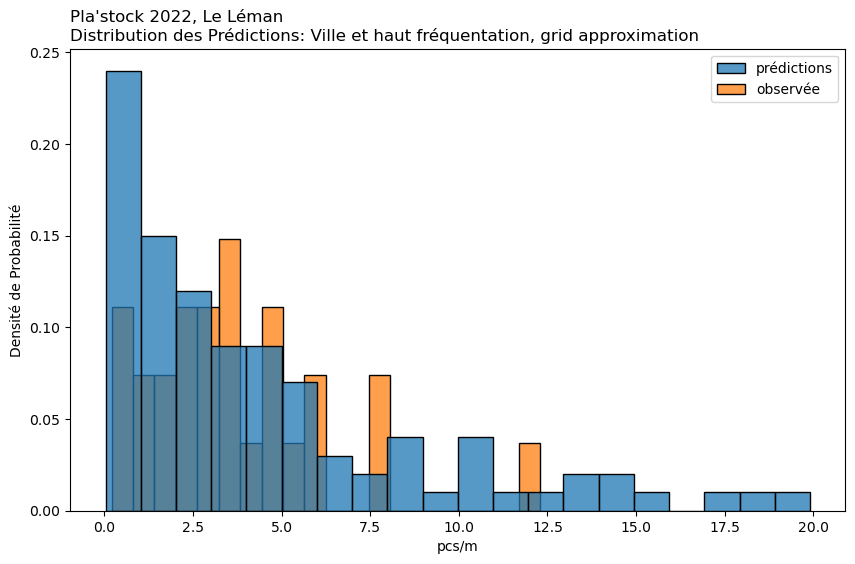 Pla'stock 2022, Le Léman
Distribution des Prédictions: Ville et haut fréquentation, grid approximation
0.25
0.20
0.15
0.10
0.05
0.00
Densité de Probabilité
prédictions
observée
0.0 2.5 5.0 7.5 10.0 12.5 15.0 17.5 20.0
pcs/m